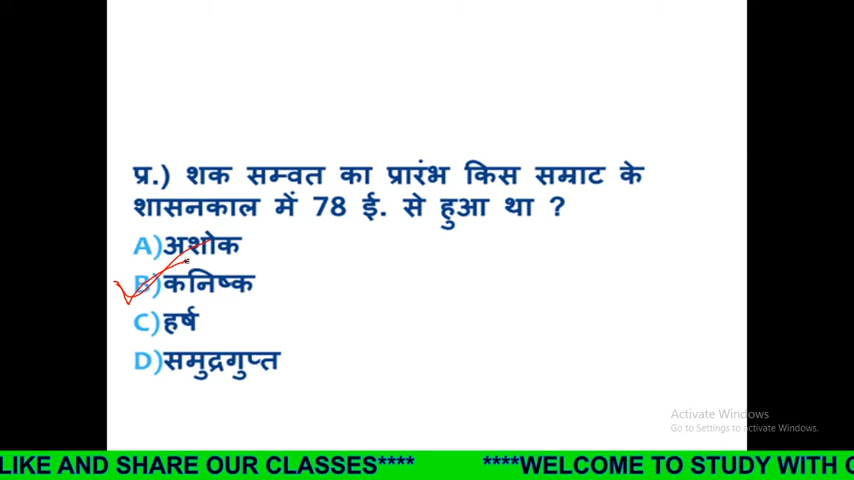 प्र.) शक सम्वत का प्रारंभ किस सम्राट के
शासनकाल में 78 ई. से हुआ था ?
A)अशोक
B)कनिष्क
C)हर्ष
D)समुद्रगुप्त
Activate Windows
Go to Settings to activate Windows.
LIKE AND SHARE OUR CLASSES**** ****WELCOME TO STUDY WITH